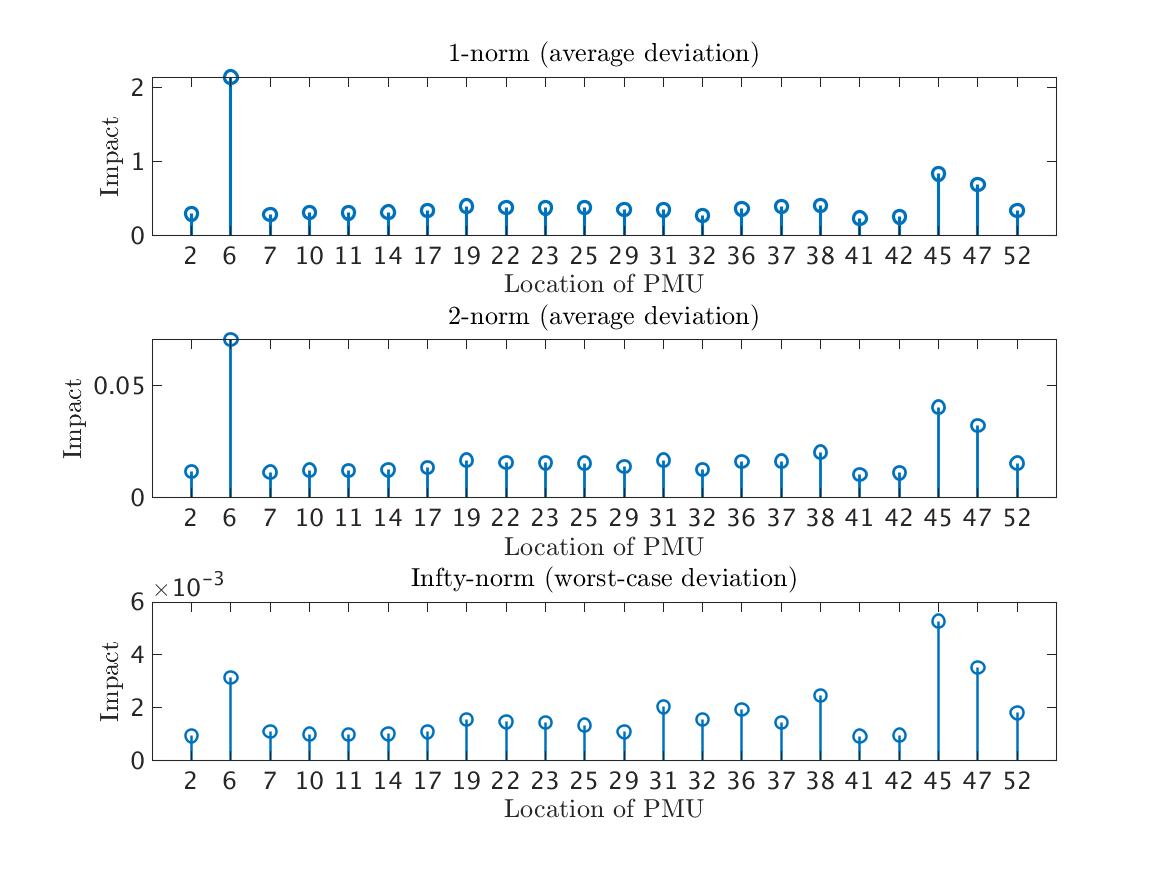 1-norm (average deviation)
2
1
0
Impact
2 6 7 10 11 14 17 19 22 23 25 29 31 32 36 37 38 41 42 45 47 52
Location of PMU
2-norm (average deviation)
0.05
0
Impact
2 6 7 10 11 14 17 19 22 23 25 29 31 32 36 37 38 41 42 45 47 52
Location of PMU
Infty-norm (worst-case deviation)
×10⁻³
6
4
2
0
Impact
2 6 7 10 11 14 17 19 22 23 25 29 31 32 36 37 38 41 42 45 47 52
Location of PMU